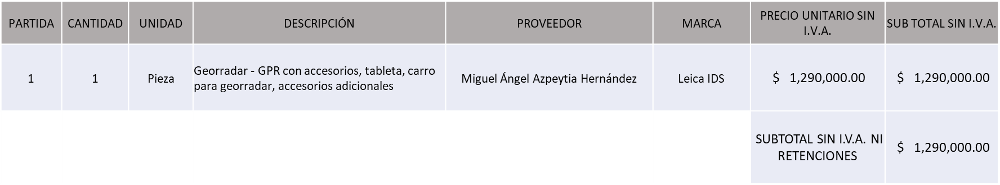 PARTIDA CANTIDAD UNIDAD DESCRIPCIÓN PROVEEDOR MARCA PRECIO UNITARIO SIN I.V.A. SUB TOTAL SIN I.V.A.
1 1 Pieza Georradar - GPR con accesorios, tableta, carro
para georradar, accesorios adicionales Miguel Ángel Azpeytia Hernández Leica IDS $ 1,290,000.00 $ 1,290,000.00
SUBTOTAL SIN I.V.A. NI
RETENCIONES $ 1,290,000.00